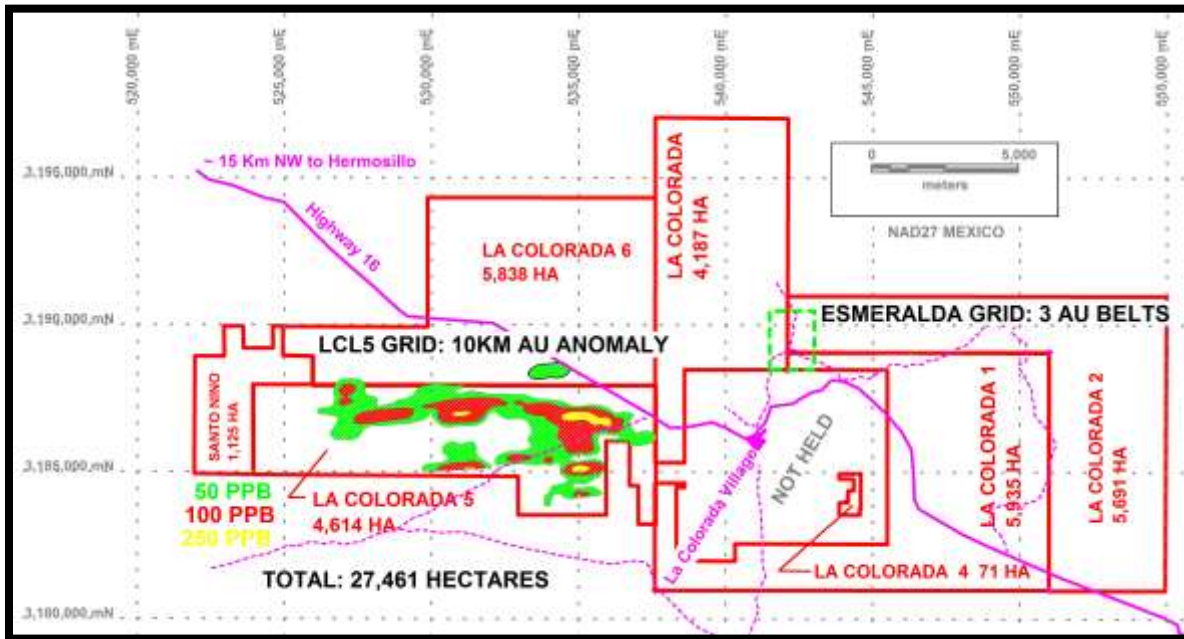 520,000 mE
525,000 mE
530,000 mE
535,000 mE
540,000 mE
545,000 mE
550,000 mE
3,195,000 mN
~ 15 Km NW to Hermosillo
Highway 16
LA COLORADA 6
5,838 HA
LA COLORADA
4,187 HA
0 5,000
meters
NAD27 MEXICO
3,190,000 mN
LCL5 GRID: 10KM AU ANOMALY
ESMERALDA GRID: 3 AU BELTS
SANTO NINO
1,125 HA
3,185,000 mN
50 PPB
100 PPB
250 PPB
LA COLORADA 5
4,614 HA
La Colorada Village
NOT HELD
LA COLORADA 1
5,935 HA
LA COLORADA 2
5,691 HA
LA COLORADA 4 71 HA
TOTAL: 27,461 HECTARES
3,180,000 mN